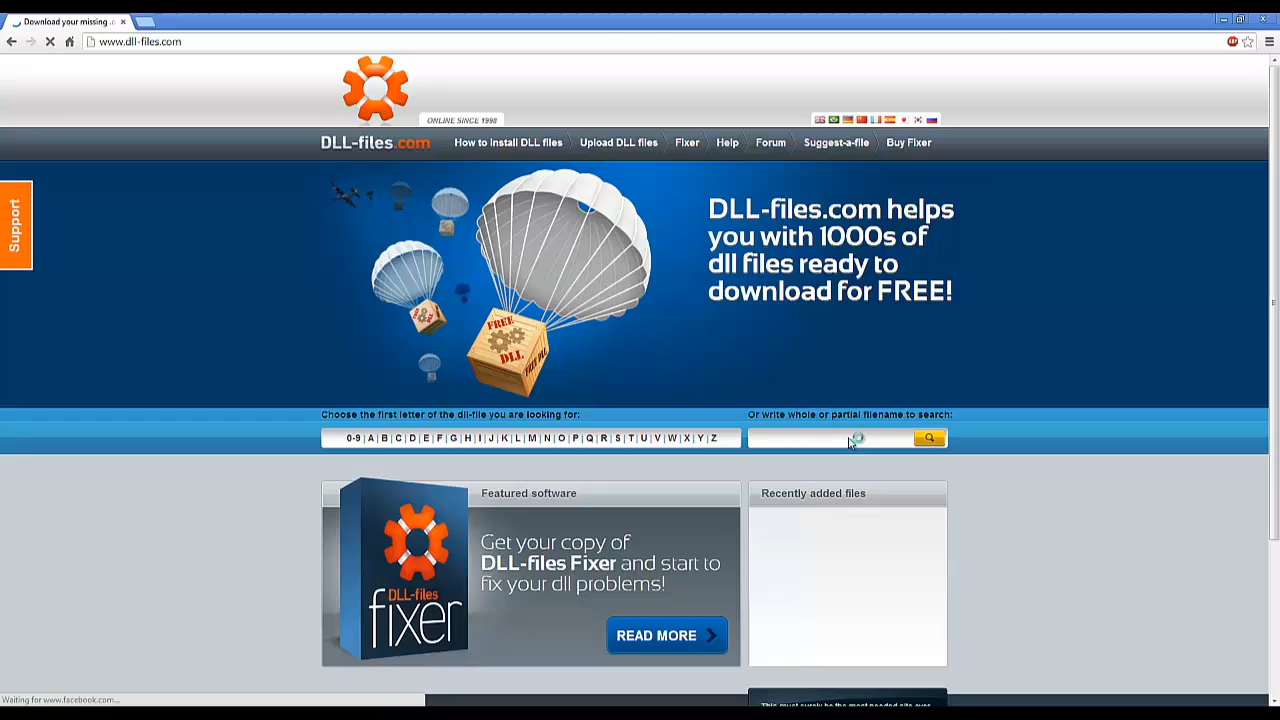 Download your missing .d
www.dll-files.com
ONLINE SINCE 1998
DLL-files.com
How to install DLL files
Upload DLL files
Fixer
Help
Forum
Suggest-a-file
Buy Fixer
Support
DLL-files.com helps
you with 1000s of
dll files ready to
download for FREE!
FREE
DLL
FREE DLL
Choose the first letter of the dll-file you are looking for:
Or write whole or partial filename to search:
0-9 | A | B | C | D | E | F | G | H | I | J | K | L | M | N | O | P | Q | R | S | T | U | V | W | X | Y | Z
Featured software
Recently added files
Get your copy of
DLL-files Fixer and start to
fix your dll problems!
DLL-files
fixer
READ MORE
Waiting for www.facebook.com...
This must surely be the most needed site ever